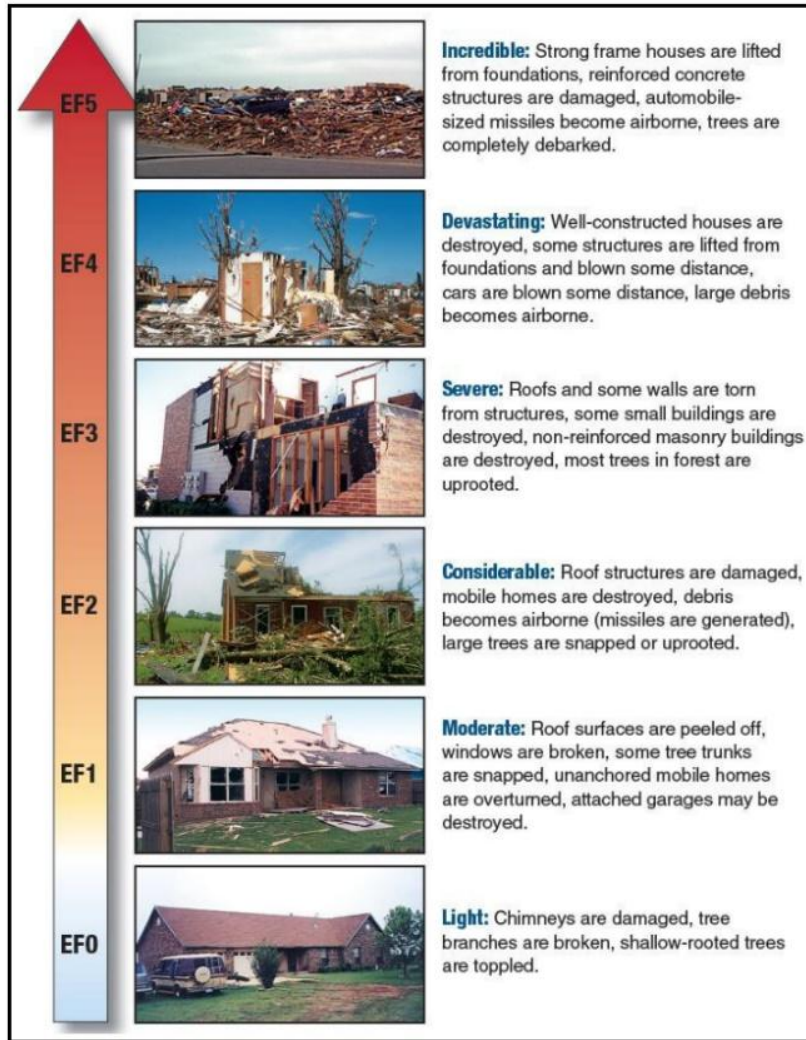 EF5
Incredible: Strong frame houses are lifted
from foundations, reinforced concrete
structures are damaged, automobile-
sized missiles become airborne, trees are
completely debarked.
EF4
Devastating: Well-constructed houses are
destroyed, some structures are lifted from
foundations and blown some distance,
cars are blown some distance, large debris
becomes airborne.
EF3
Severe: Roofs and some walls are torn
from structures, some small buildings are
destroyed, non-reinforced masonry buildings
are destroyed, most trees in forest are
uprooted.
EF2
Considerable: Roof structures are damaged,
mobile homes are destroyed, debris
becomes airborne (missiles are generated),
large trees are snapped or uprooted.
EF1
Moderate: Roof surfaces are peeled off,
windows are broken, some tree trunks
are snapped, unanchored mobile homes
are overturned, attached garages may be
destroyed.
EF0
Light: Chimneys are damaged, tree
branches are broken, shallow-rooted trees
are toppled.